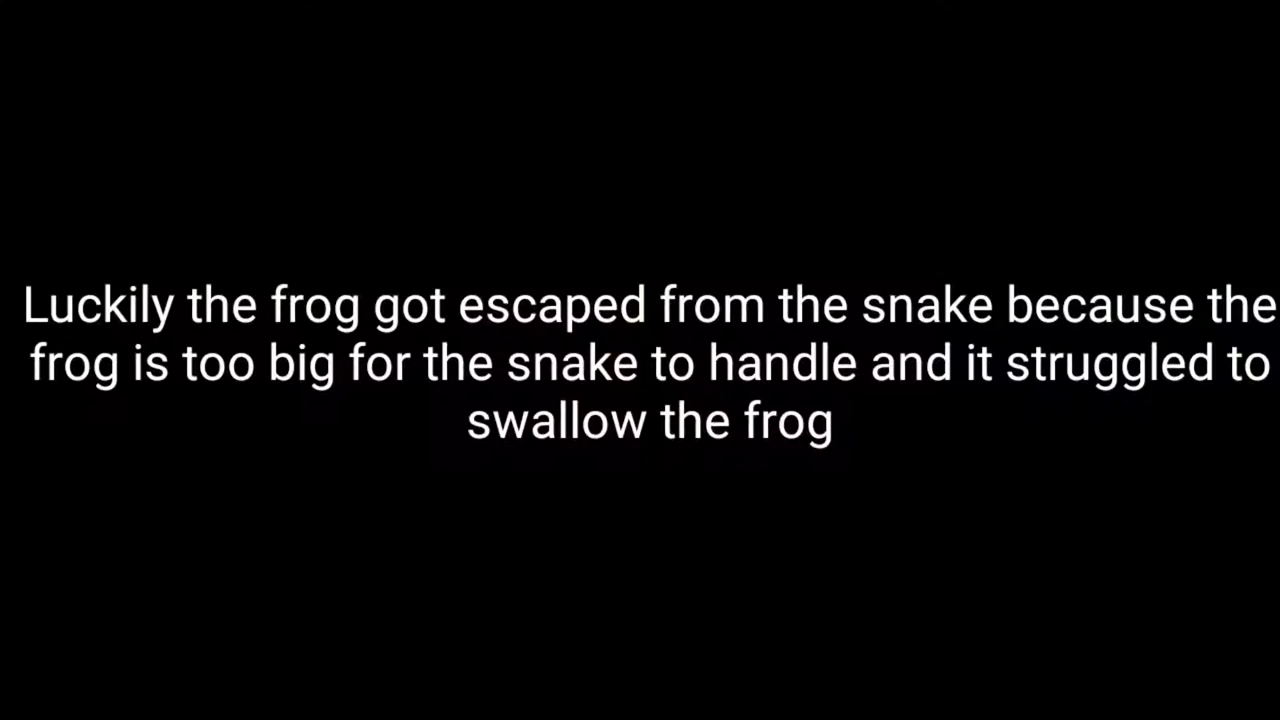 Luckily the frog got escaped from the snake because the
frog is too big for the snake to handle and it struggled to
swallow the frog